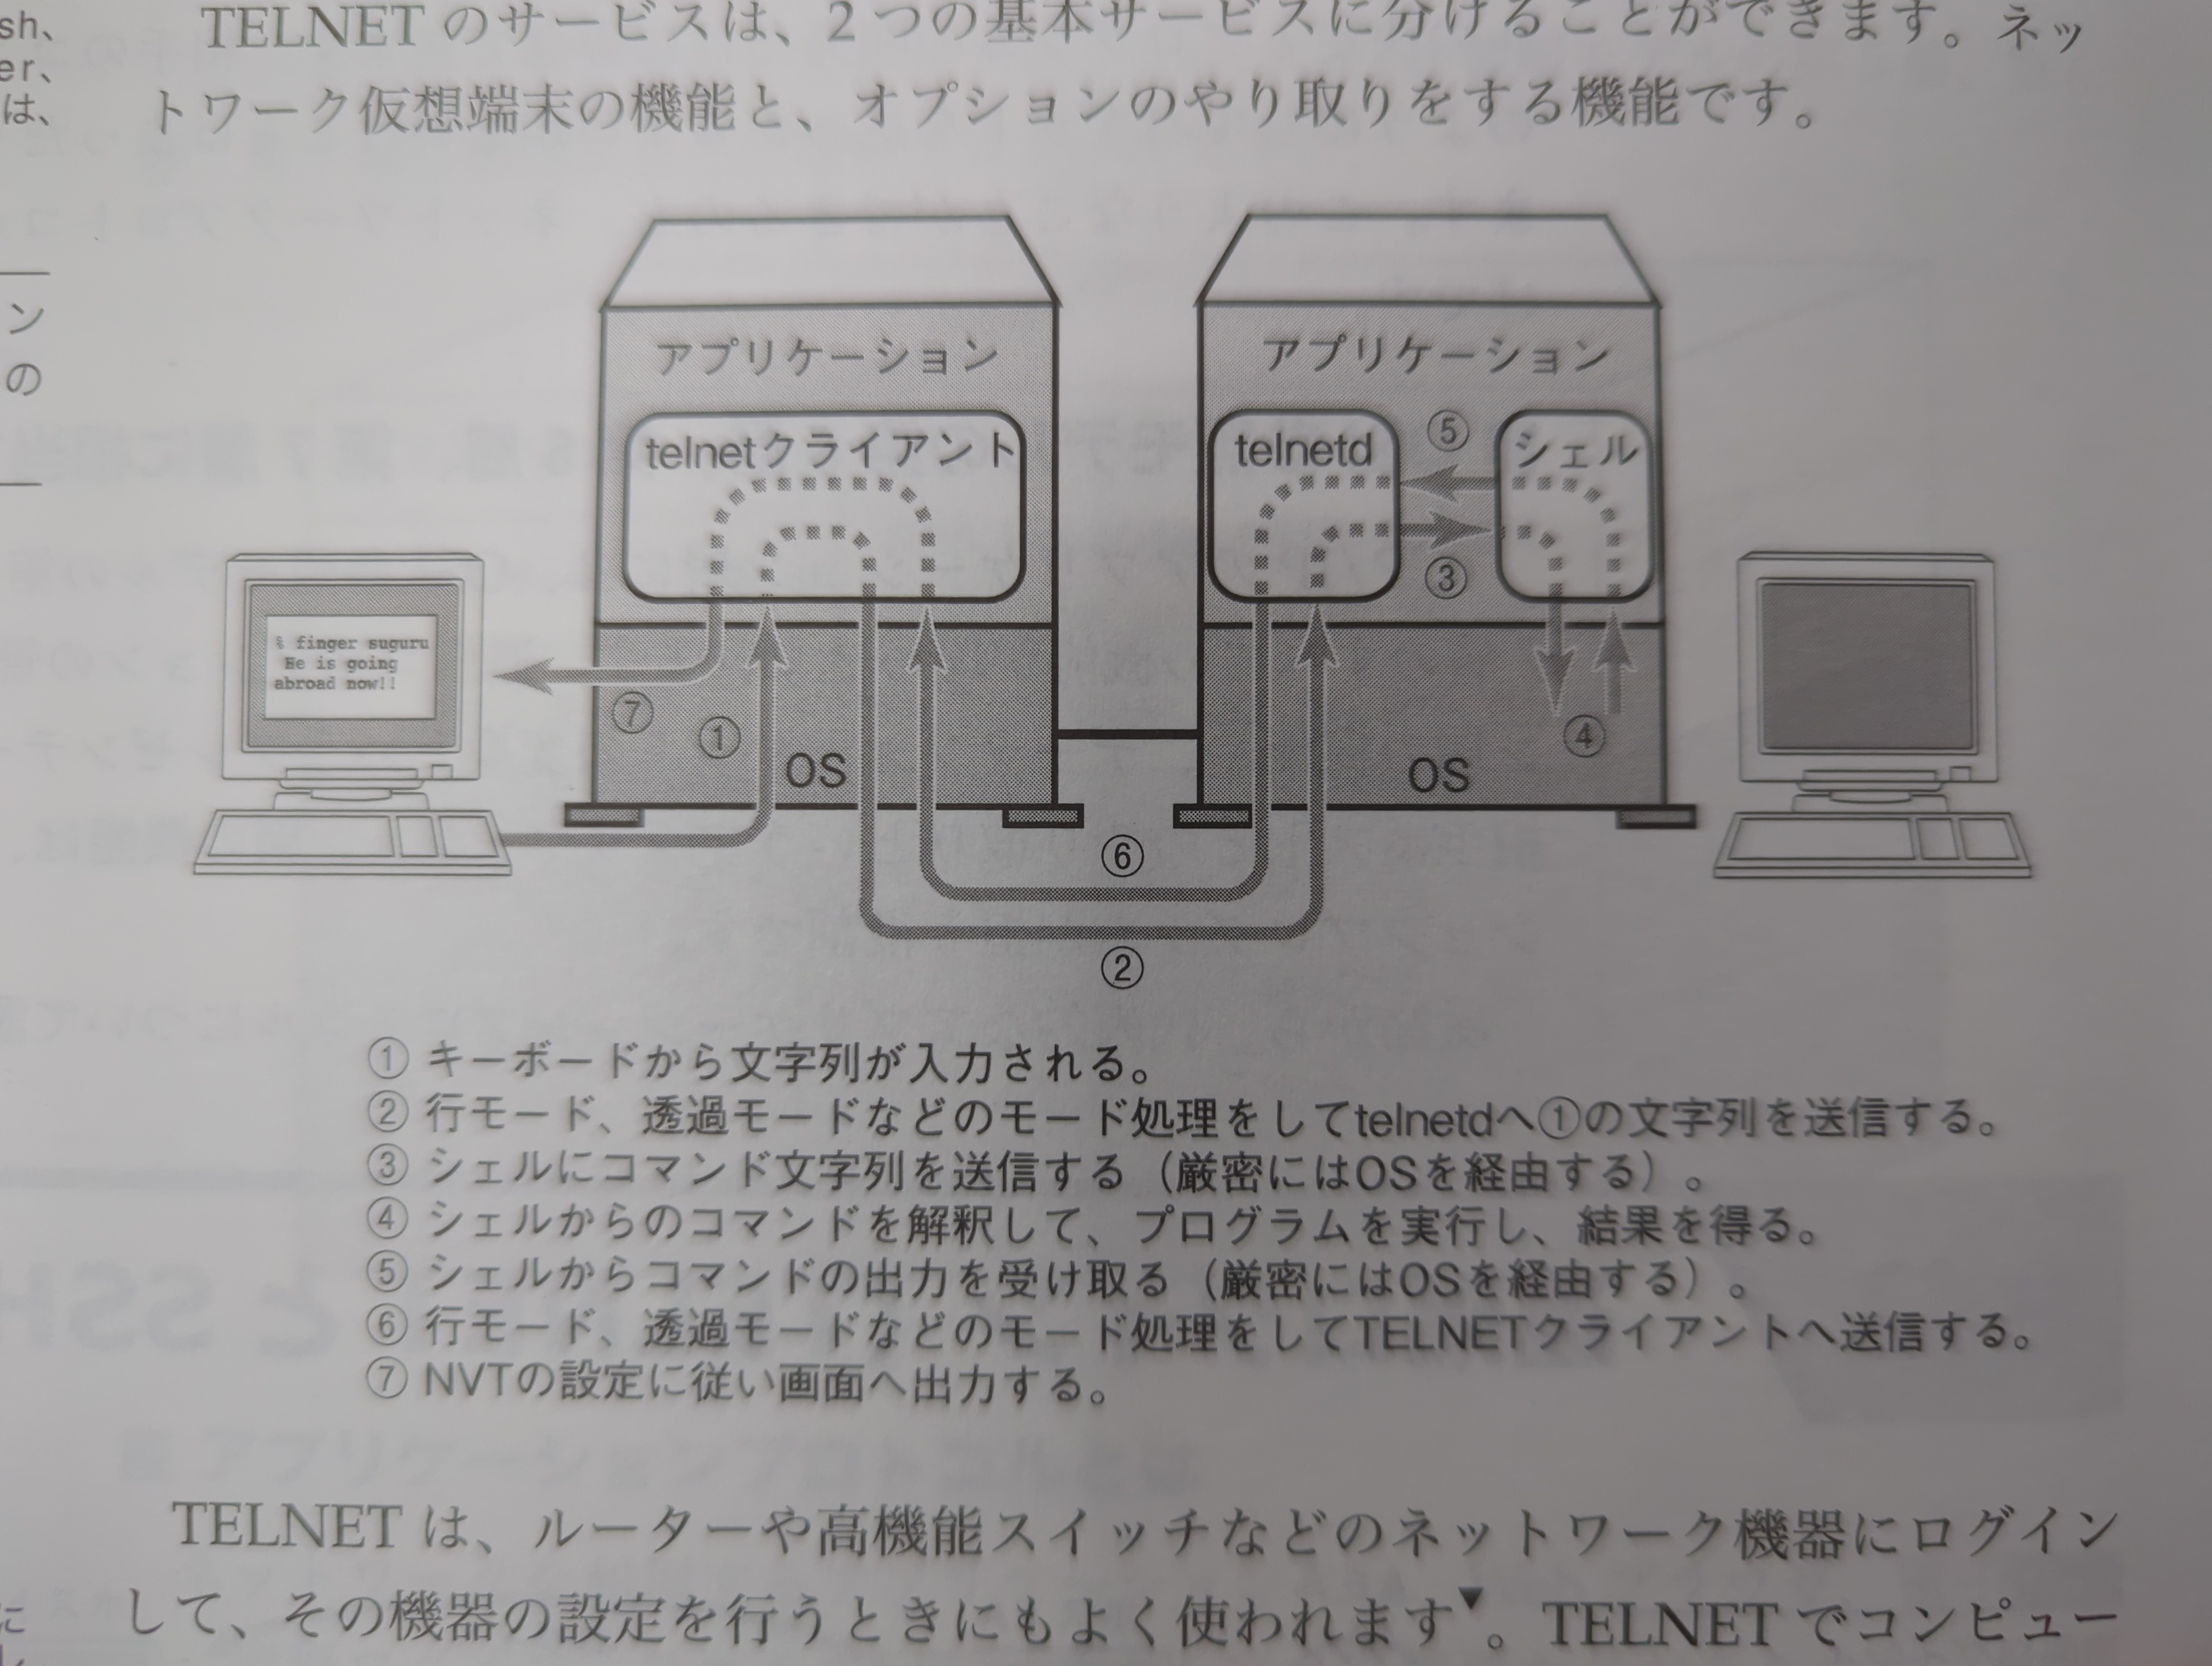 sh、
er、
は、
ン
の
TELNET のサービスは、2 つの基本サービスに分けることができます。ネッ
トワーク仮想端末の機能と、オプションのやり取りをする機能です。
アプリケーション
telnetクライアント
アプリケーション
telnetd
⑤
シェル
③
% finger suguru
He is going
abroad now!!
⑦
①
OS
④
OS
⑥
②
① キーボードから文字列が入力される。
② 行モード、透過モードなどのモード処理をしてtelnetdへ①の文字列を送信する。
③ シェルにコマンド文字列を送信する（厳密にはOSを経由する）。
④ シェルからのコマンドを解釈して、プログラムを実行し、結果を得る。
⑤ シェルからコマンドの出力を受け取る（厳密にはOSを経由する）。
⑥ 行モード、透過モードなどのモード処理をしてTELNETクライアントへ送信する。
⑦ NVTの設定に従い画面へ出力する。
TELNET は、ルーターや高機能スイッチなどのネットワーク機器にログイン
して、その機器の設定を行うときにもよく使われます▼。TELNET でコンピュー
に